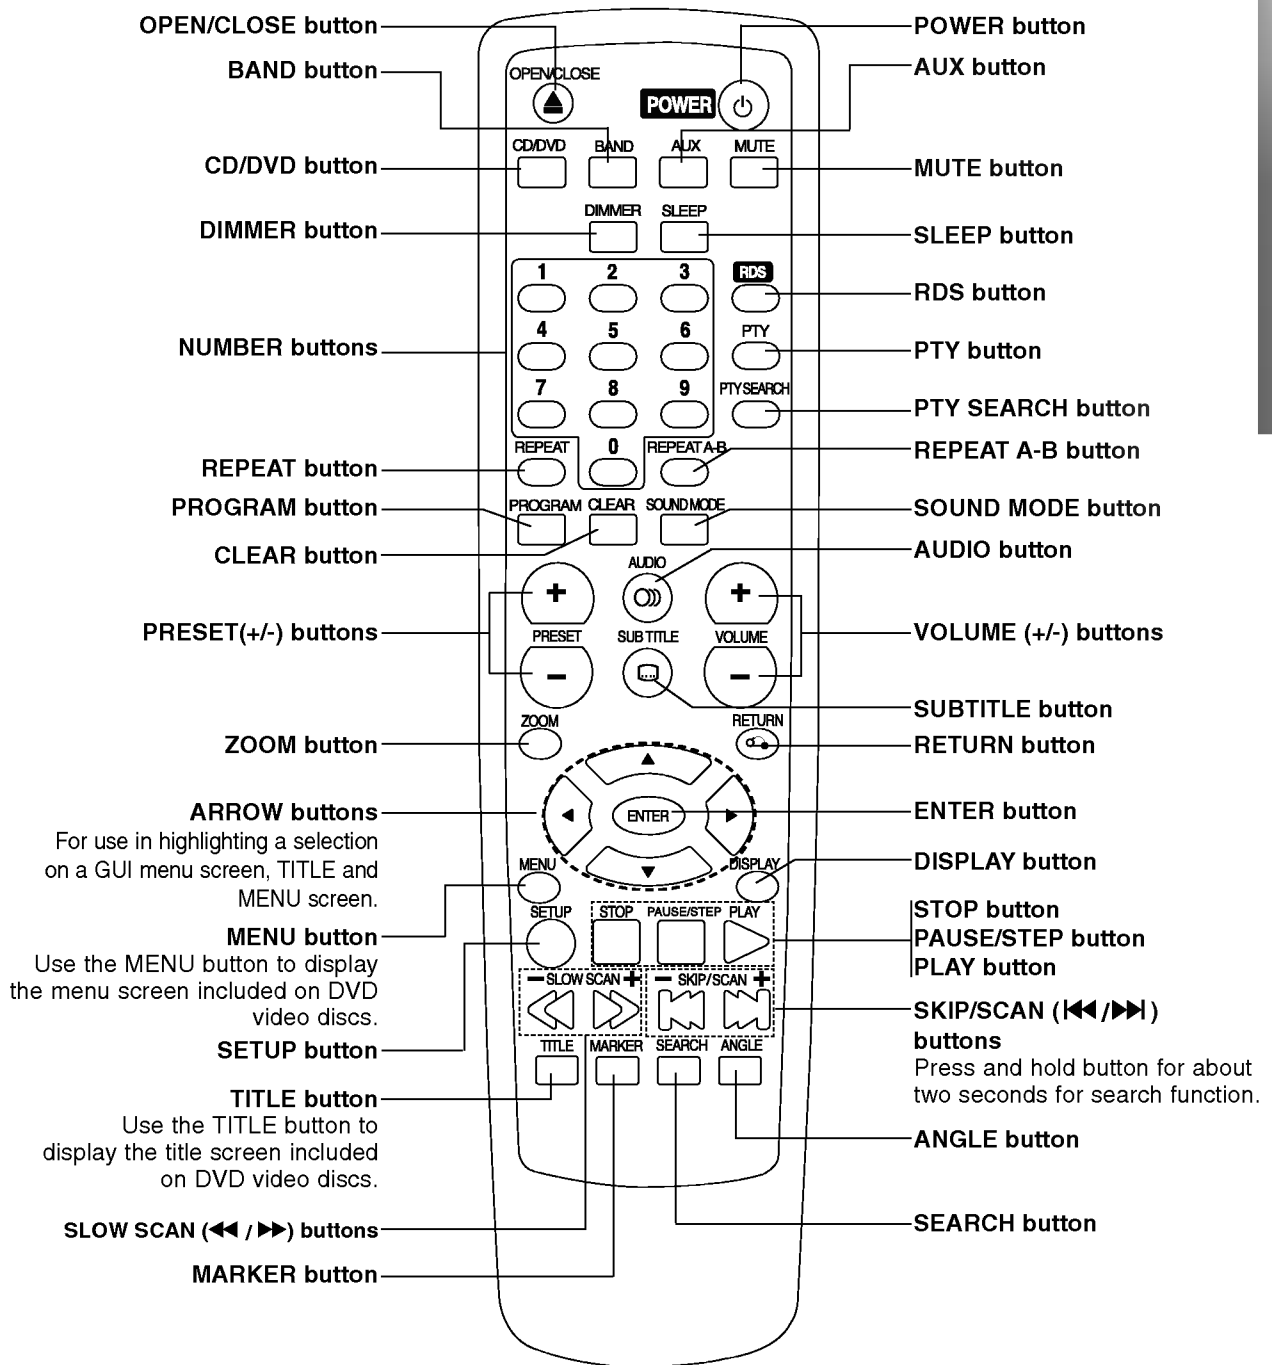 OPEN/CLOSE button
BAND button
CD/DVD button
DIMMER button
NUMBER buttons
REPEAT button
PROGRAM button
CLEAR button
PRESET(+/-) buttons
ZOOM button
ARROW buttons
For use in highlighting a selection
on a GUI menu screen, TITLE and
MENU screen.
MENU button
Use the MENU button to display
the menu screen included on DVD
video discs.
SETUP button
TITLE button
Use the TITLE button to
display the title screen included
on DVD video discs.
SLOW SCAN (◀◀ / ▶▶) buttons
MARKER button
OPEN/CLOSE
POWER
CD/DVD BAND AUX MUTE
DIMMER SLEEP
1 2 3 RDS
4 5 6 PTY
7 8 9 PTY SEARCH
REPEAT 0 REPEAT A-B
PROGRAM CLEAR SOUND MODE
AUDIO
+ +
PRESET SUB TITLE VOLUME
- -
ZOOM RETURN
ENTER
MENU DISPLAY
SETUP STOP PAUSE/STEP PLAY
- SLOW SCAN + - SKIP/SCAN +
TITLE MARKER SEARCH ANGLE
POWER button
AUX button
MUTE button
SLEEP button
RDS button
PTY button
PTY SEARCH button
REPEAT A-B button
SOUND MODE button
AUDIO button
VOLUME (+/-) buttons
SUBTITLE button
RETURN button
ENTER button
DISPLAY button
STOP button
PAUSE/STEP button
PLAY button
SKIP/SCAN (|◀◀ /▶▶| )
buttons
Press and hold button for about
two seconds for search function.
ANGLE button
SEARCH button